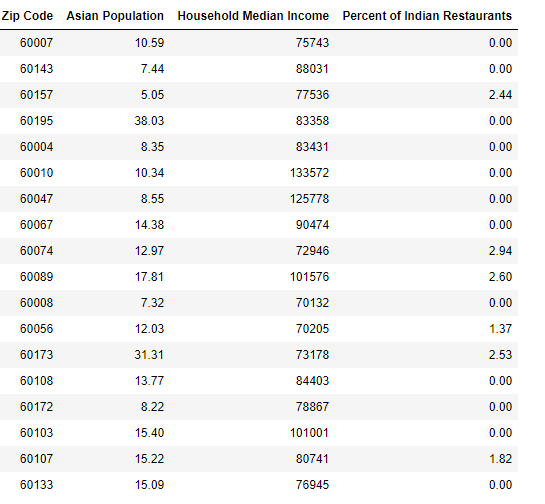 Zip Code Asian Population Household Median Income Percent of Indian Restaurants
60007 10.59 75743 0.00
60143 7.44 88031 0.00
60157 5.05 77536 2.44
60195 38.03 83358 0.00
60004 8.35 83431 0.00
60010 10.34 133572 0.00
60047 8.55 125778 0.00
60067 14.38 90474 0.00
60074 12.97 72946 2.94
60089 17.81 101576 2.60
60008 7.32 70132 0.00
60056 12.03 70205 1.37
60173 31.31 73178 2.53
60108 13.77 84403 0.00
60172 8.22 78867 0.00
60103 15.40 101001 0.00
60107 15.22 80741 1.82
60133 15.09 76945 0.00